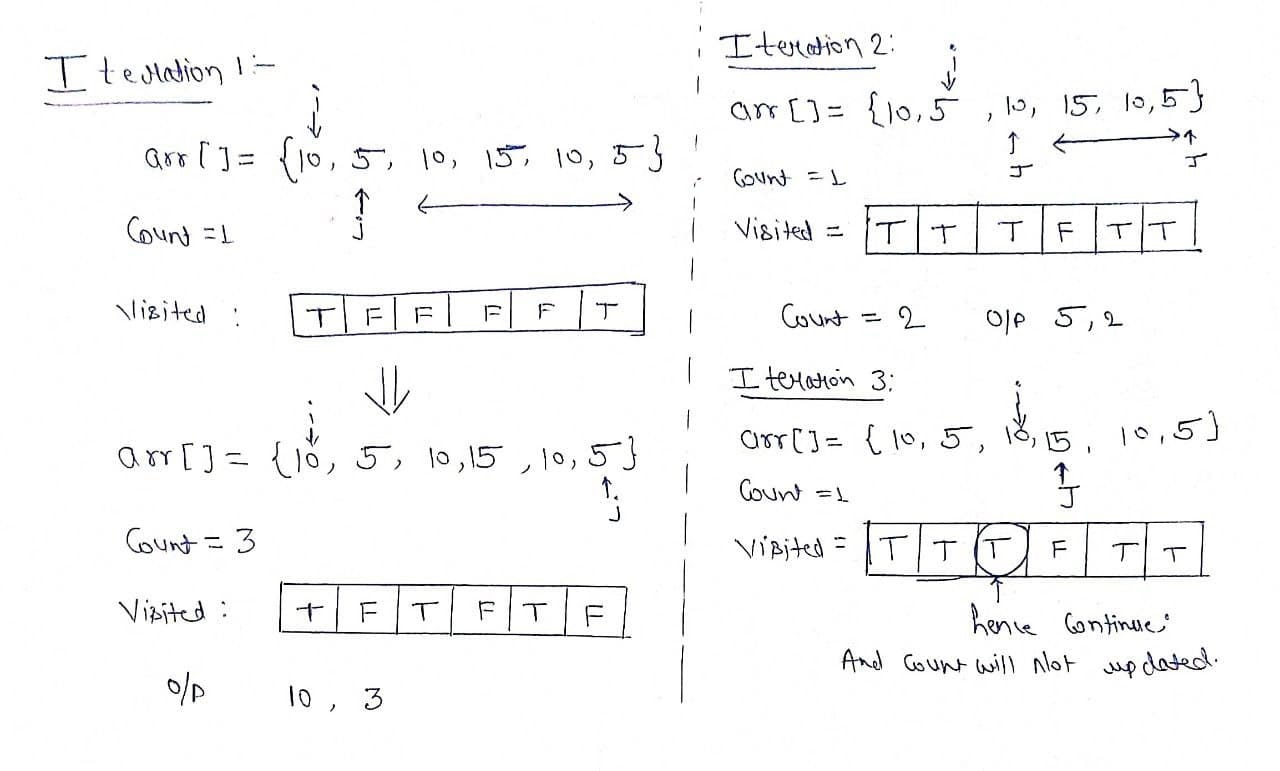 Iteration 1:-
i
arr[]= {10, 5, 10, 15, 10, 5}
j
Count =1
Visited : T F F F F T
i
arr[]= {10, 5, 10,15 ,10, 5}
j
Count = 3
Visited : T F T F T F
o/p 10 , 3
Iteration 2:
i
arr[]= {10,5 , 10, 15, 10,5}
J J
Count =1
Visited = T T T F T T
Count = 2 O/P 5,2
Iteration 3:
i
arr[]= { 10, 5, 10, 15, 10,5}
J
Count =1
Visited = T T T F T T
hence Continue;
And Count will Not updated.